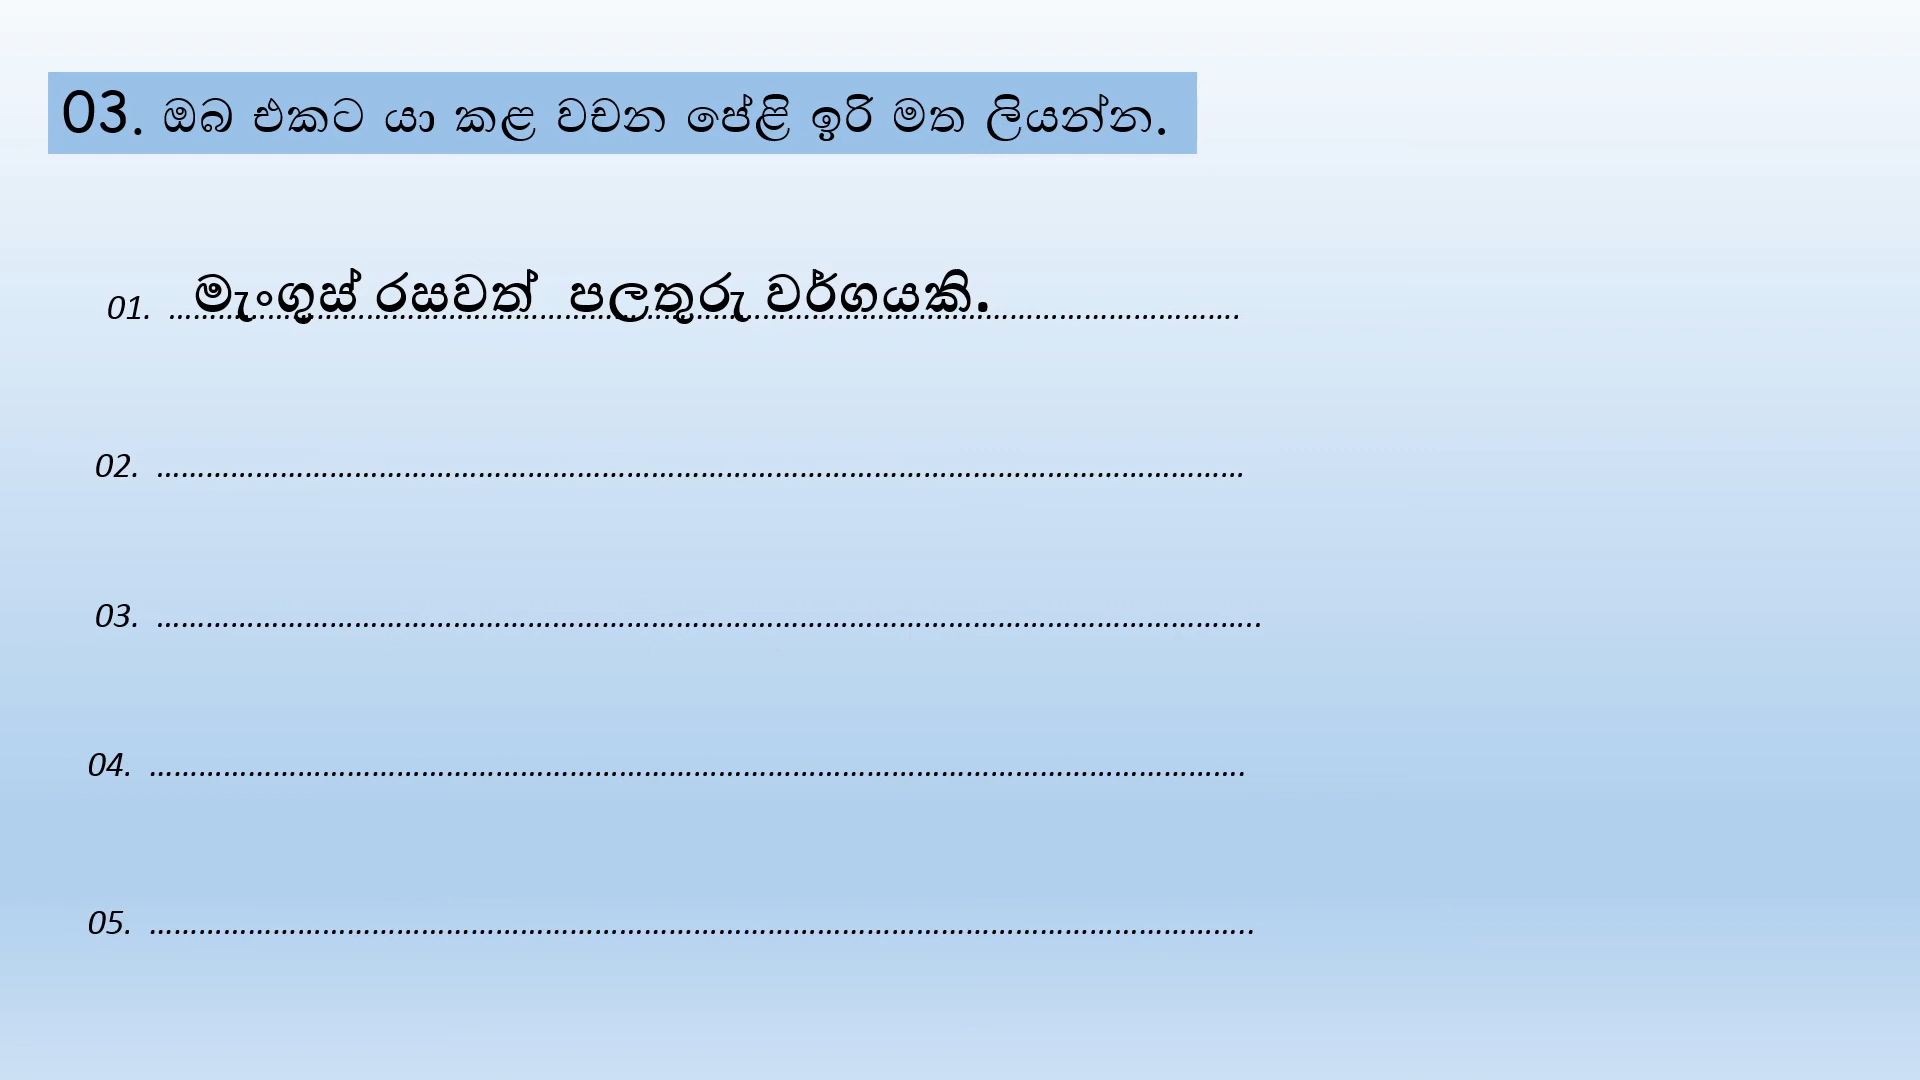 03. ඔබ එකට යා කළ වචන පේළි ඉරි මත ලියන්න.
01. මැංගුස් රසවත් පලතුරු වර්ගයකි. ……………………………………………………………………………………………………………………….
02. …………………………………………………………………………………………………………………………
03. …………………………………………………………………………………………………………………………..
04. ………………………………………………………………………………………………………………………….
05. …………………………………………………………………………………………………………………………..